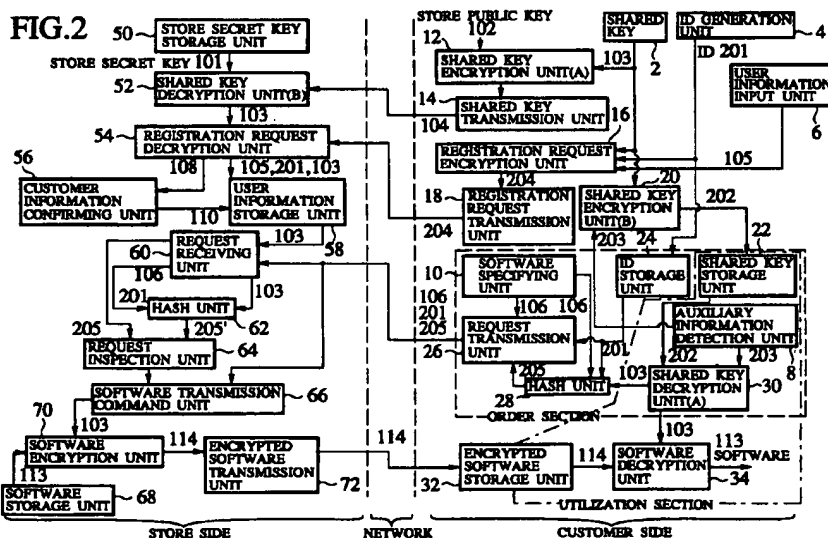 FIG.2
50
STORE SECRET KEY
STORAGE UNIT
STORE SECRET KEY 101
52
SHARED KEY
DECRYPTION UNIT(B)
103
54
REGISTRATION REQUEST
DECRYPTION UNIT
108
105,201,103
56
CUSTOMER
INFORMATION
CONFIRMING UNIT
110
USER
INFORMATION
STORAGE UNIT
58
103
60
REQUEST
RECEIVING
UNIT
106
201
103
HASH UNIT
62
205
205'
REQUEST
INSPECTION UNIT
64
SOFTWARE TRANSMISSION
COMMAND UNIT
66
103
70
SOFTWARE
ENCRYPTION UNIT
114
ENCRYPTED
SOFTWARE
TRANSMISSION
UNIT
72
113
SOFTWARE
STORAGE UNIT
68
114
STORE SIDE
NETWORK
CUSTOMER SIDE
STORE PUBLIC KEY
102
12
SHARED KEY
ENCRYPTION UNIT(A)
103
SHARED
KEY
2
ID GENERATION
UNIT
4
ID 201
USER
INFORMATION
INPUT UNIT
6
14
104
SHARED KEY
TRANSMISSION UNIT
16
REGISTRATION REQUEST
ENCRYPTION UNIT
105
204
18
204
REGISTRATION
REQUEST
TRANSMISSION
UNIT
20
SHARED KEY
ENCRYPTION
UNIT(B)
202
203
24
22
10
SOFTWARE
SPECIFYING
UNIT
ID
STORAGE
UNIT
SHARED KEY
STORAGE
UNIT
106
201
205
106
106
REQUEST
TRANSMISSION
UNIT
26
201
AUXILIARY
INFORMATION
DETECTION UNIT
8
202
203
205
HASH UNIT
28
103
SHARED KEY
DECRYPTION
UNIT(A)
30
ORDER SECTION
103
ENCRYPTED
SOFTWARE
STORAGE UNIT
32
114
SOFTWARE
DECRYPTION
UNIT
34
113
SOFTWARE
UTILIZATION SECTION